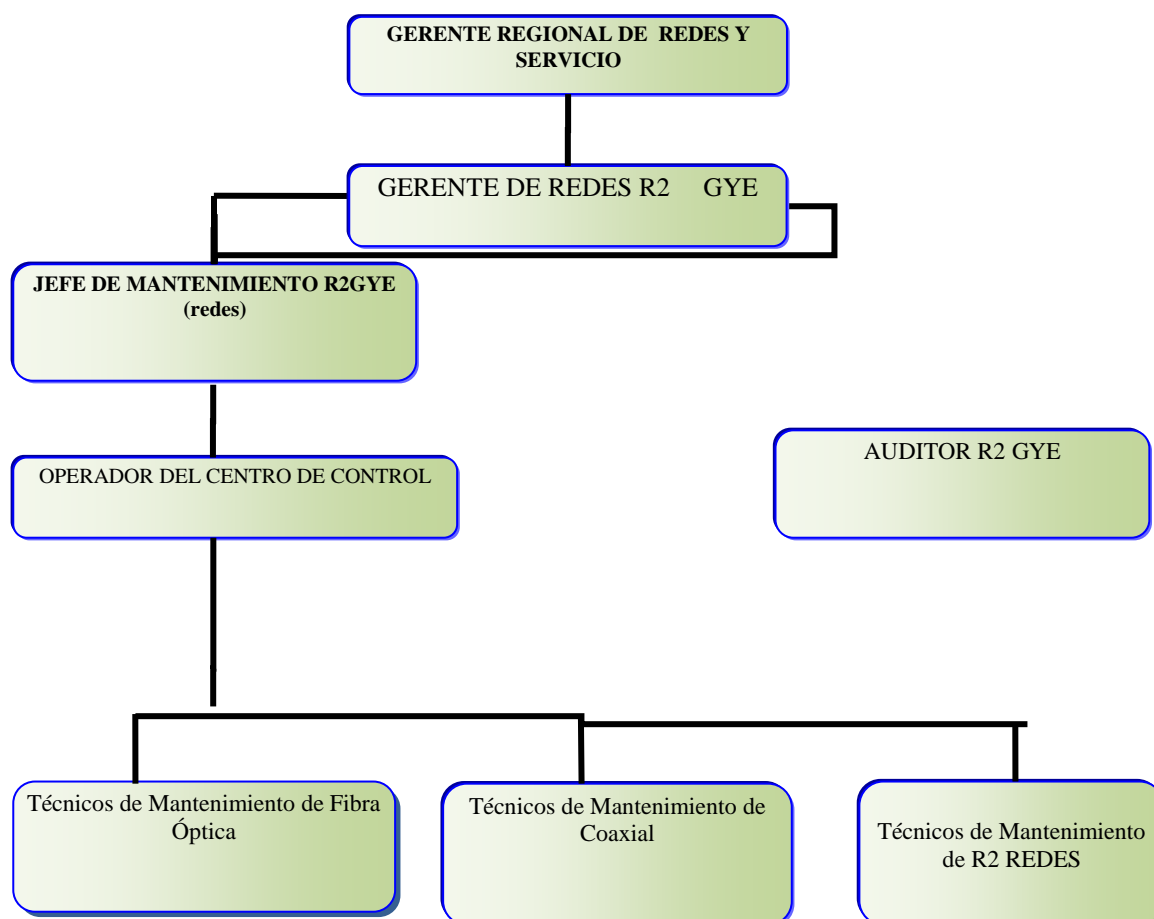 GERENTE REGIONAL DE REDES Y
SERVICIO
GERENTE DE REDES R2 GYE
JEFE DE MANTENIMIENTO R2GYE
(redes)
OPERADOR DEL CENTRO DE CONTROL
AUDITOR R2 GYE
Técnicos de Mantenimiento de Fibra
Óptica
Técnicos de Mantenimiento de
Coaxial
Técnicos de Mantenimiento
de R2 REDES